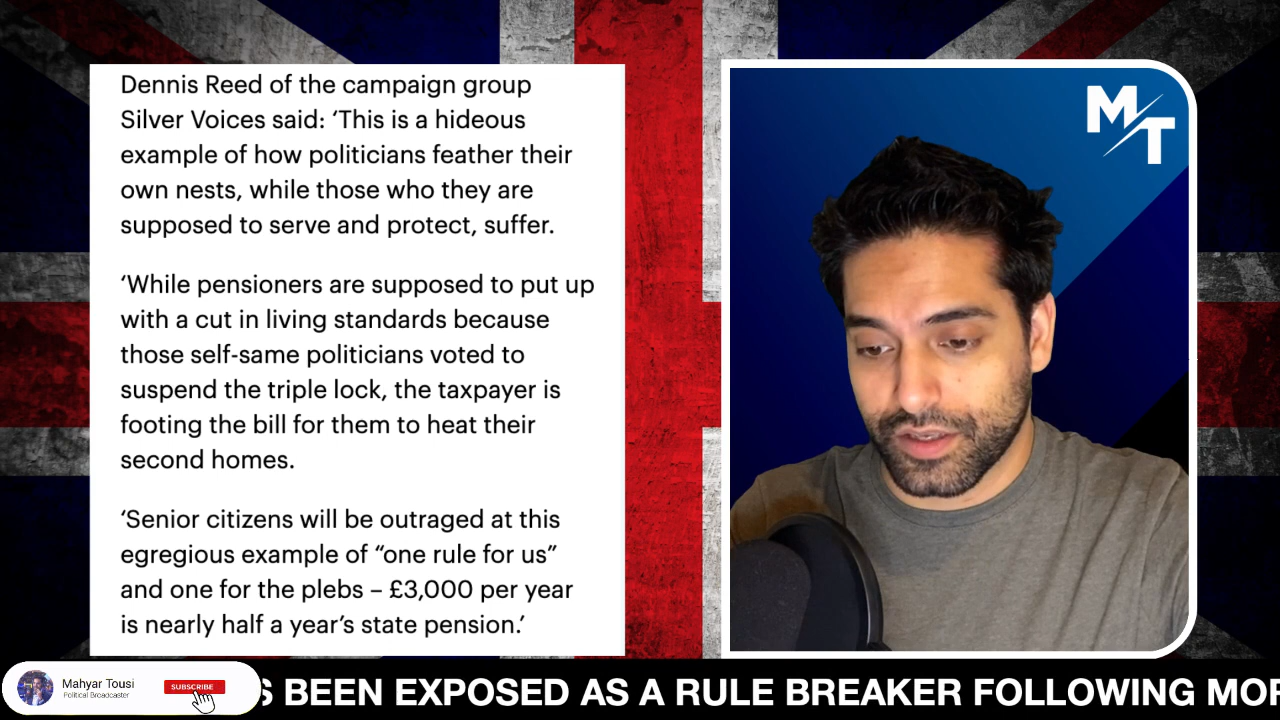 Dennis Reed of the campaign group
Silver Voices said: ‘This is a hideous
example of how politicians feather their
own nests, while those who they are
supposed to serve and protect, suffer.
‘While pensioners are supposed to put up
with a cut in living standards because
those self-same politicians voted to
suspend the triple lock, the taxpayer is
footing the bill for them to heat their
second homes.
‘Senior citizens will be outraged at this
egregious example of “one rule for us”
and one for the plebs – £3,000 per year
is nearly half a year’s state pension.’
M/T
Mahyar Tousi
Political Broadcaster
SUBSCRIBE
S BEEN EXPOSED AS A RULE BREAKER FOLLOWING